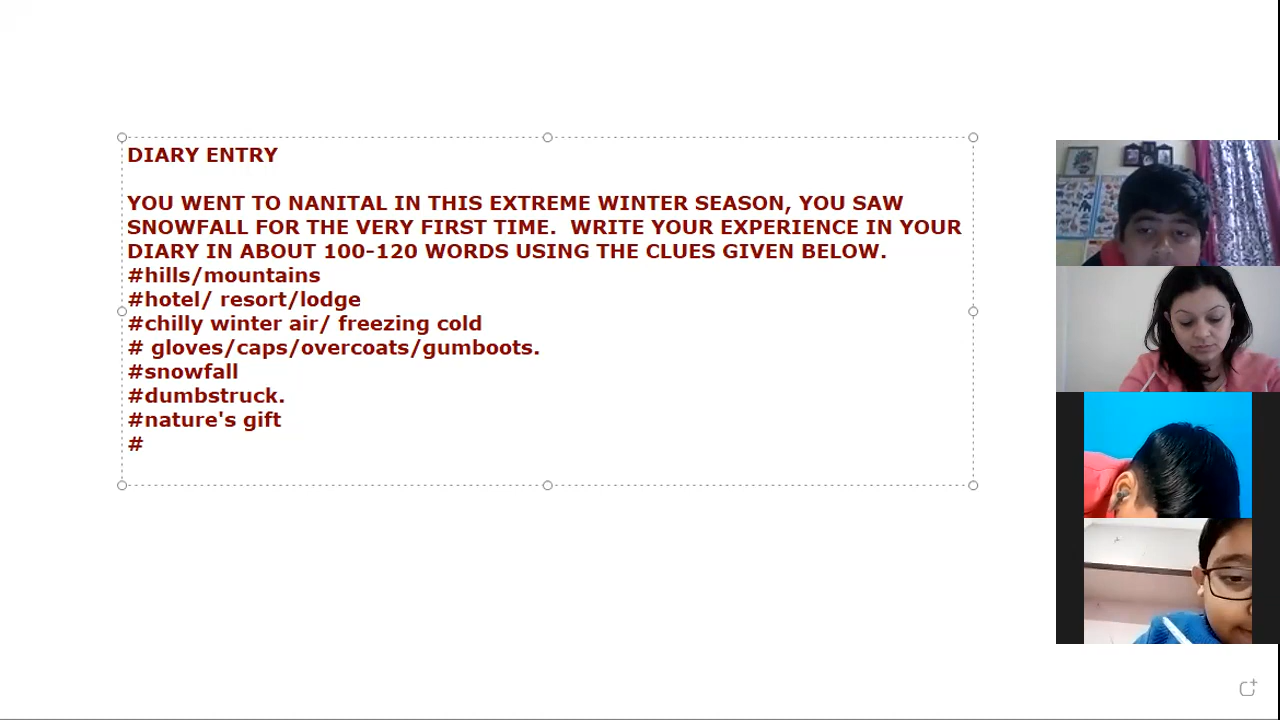 DIARY ENTRY
YOU WENT TO NANITAL IN THIS EXTREME WINTER SEASON, YOU SAW
SNOWFALL FOR THE VERY FIRST TIME.  WRITE YOUR EXPERIENCE IN YOUR
DIARY IN ABOUT 100-120 WORDS USING THE CLUES GIVEN BELOW.
#hills/mountains
#hotel/ resort/lodge
#chilly winter air/ freezing cold
# gloves/caps/overcoats/gumboots.
#snowfall
#dumbstruck.
#nature's gift
#